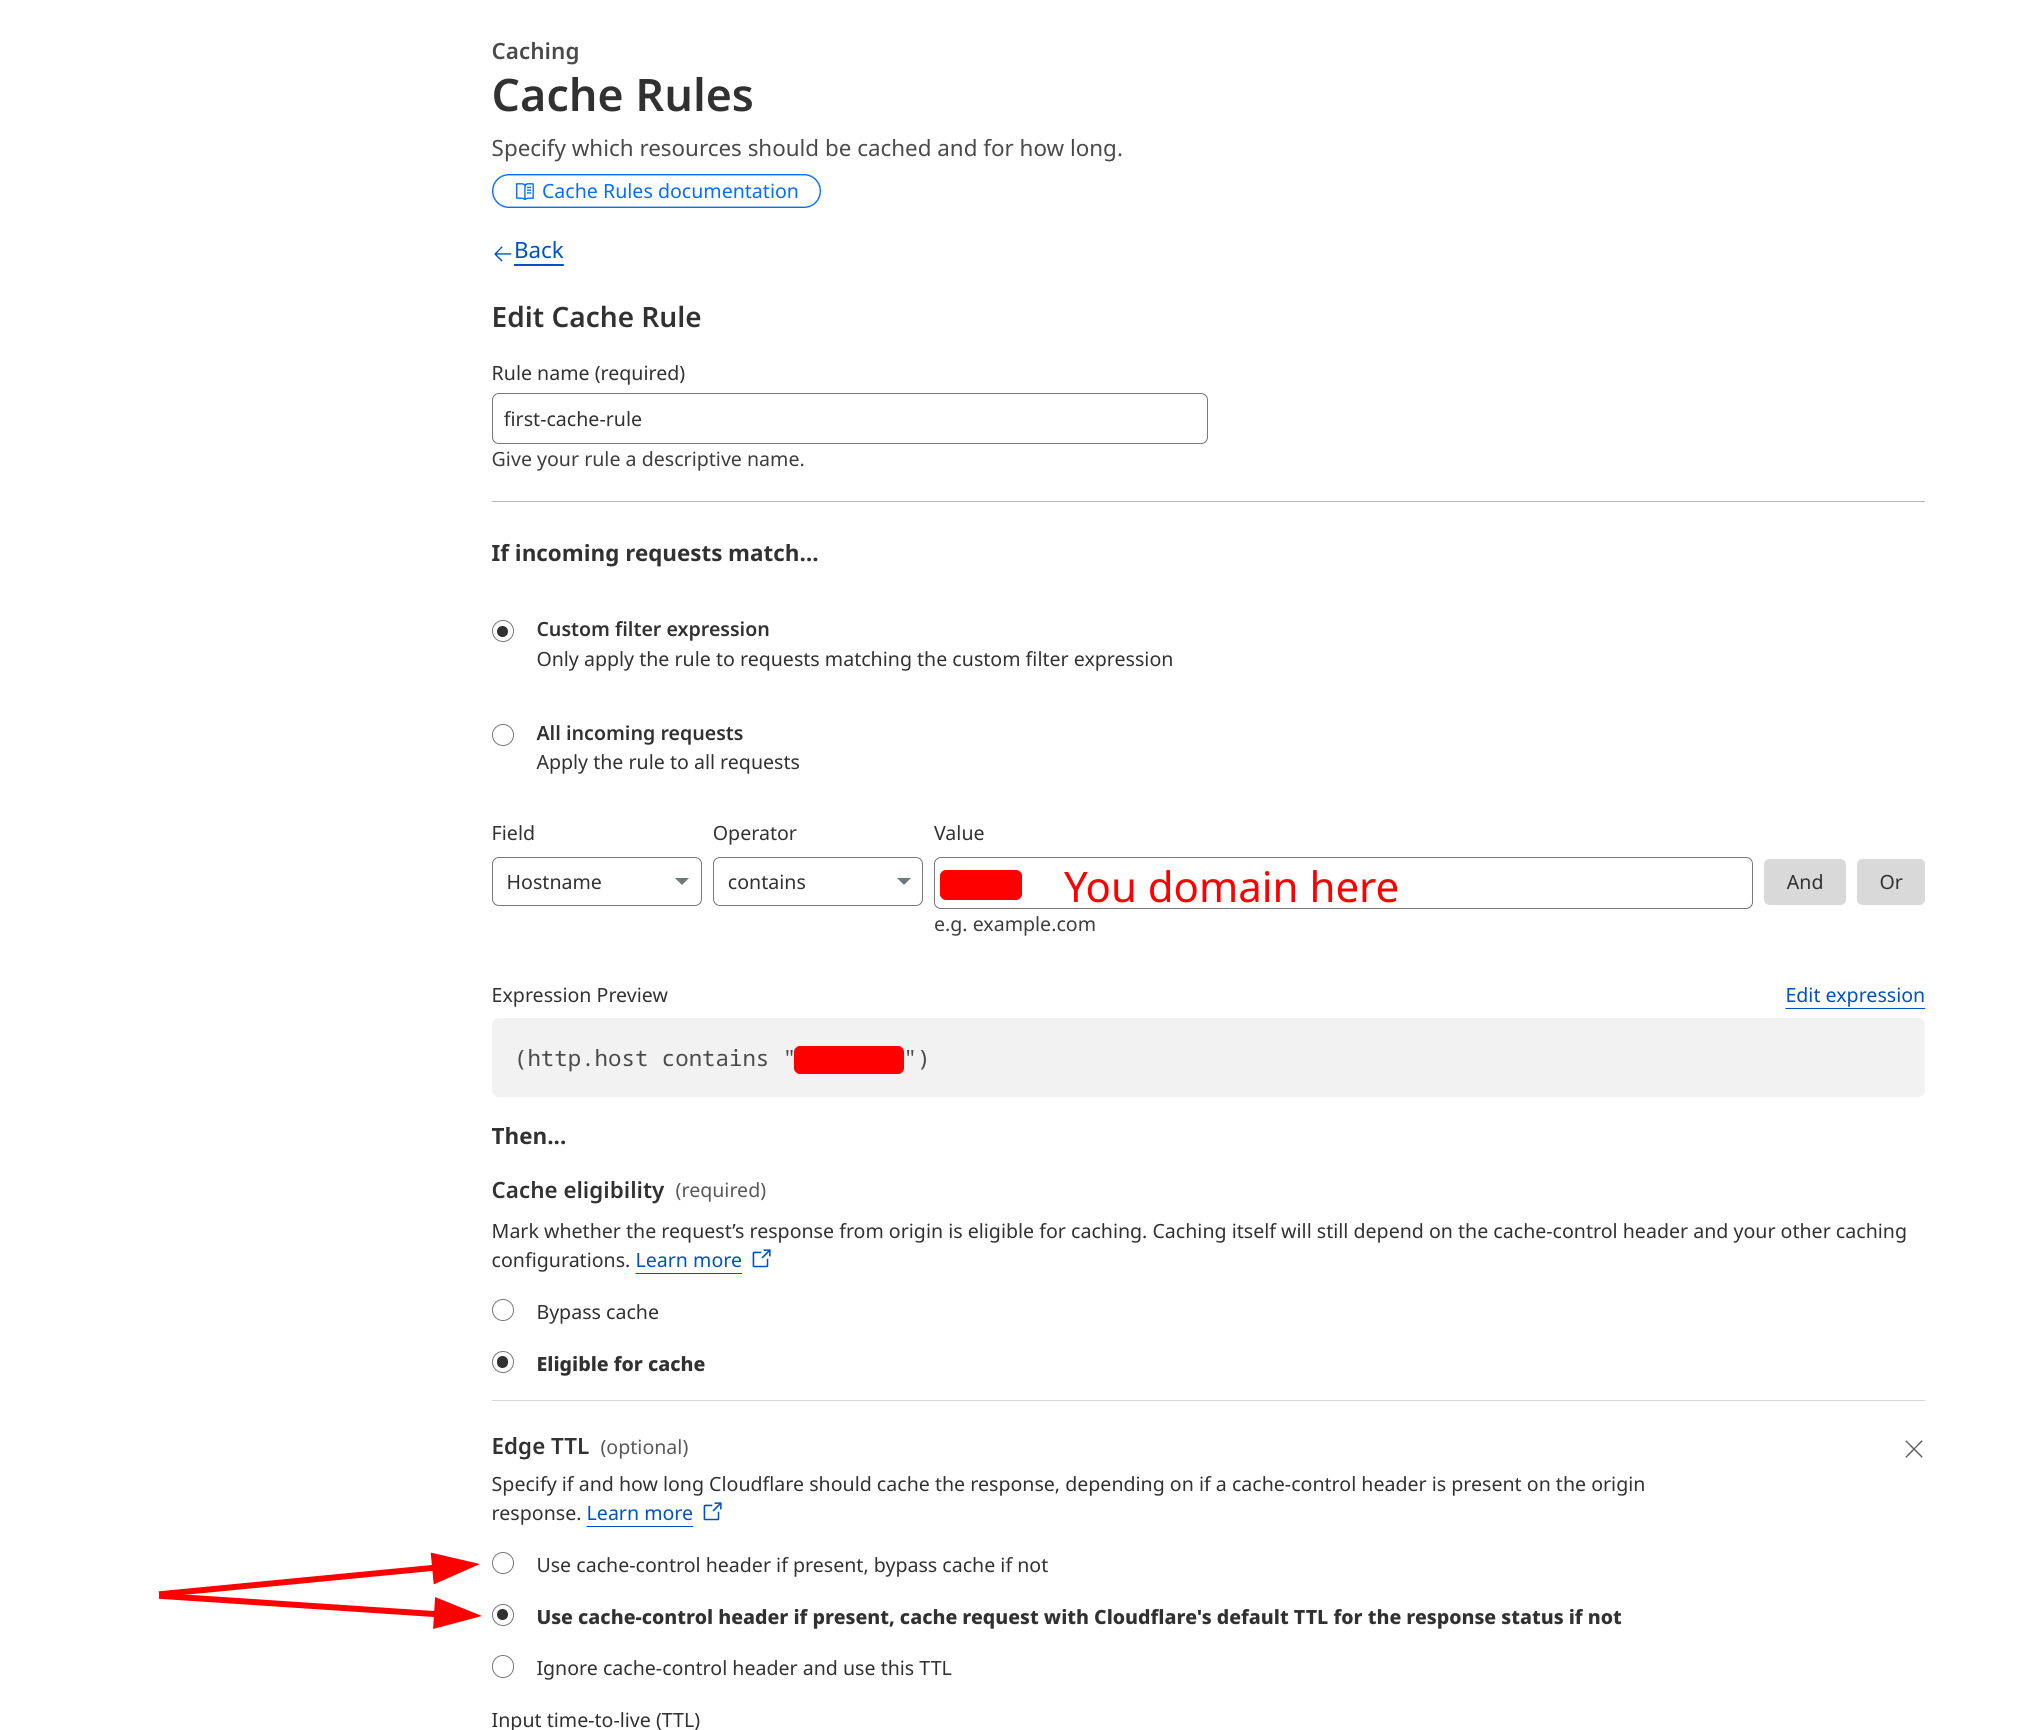 Caching
Cache Rules
Specify which resources should be cached and for how long.
Cache Rules documentation
Back
Edit Cache Rule
Rule name (required)
first-cache-rule
Give your rule a descriptive name.
If incoming requests match...
Custom filter expression
Only apply the rule to requests matching the custom filter expression
All incoming requests
Apply the rule to all requests
Field Operator Value
Hostname contains You domain here And Or
e.g. example.com
Expression Preview Edit expression
(http.host contains "")
Then...
Cache eligibility (required)
Mark whether the request’s response from origin is eligible for caching. Caching itself will still depend on the cache-control header and your other caching
configurations. Learn more
Bypass cache
Eligible for cache
Edge TTL (optional)
Specify if and how long Cloudflare should cache the response, depending on if a cache-control header is present on the origin
response. Learn more
Use cache-control header if present, bypass cache if not
Use cache-control header if present, cache request with Cloudflare's default TTL for the response status if not
Ignore cache-control header and use this TTL
Input time-to-live (TTL)